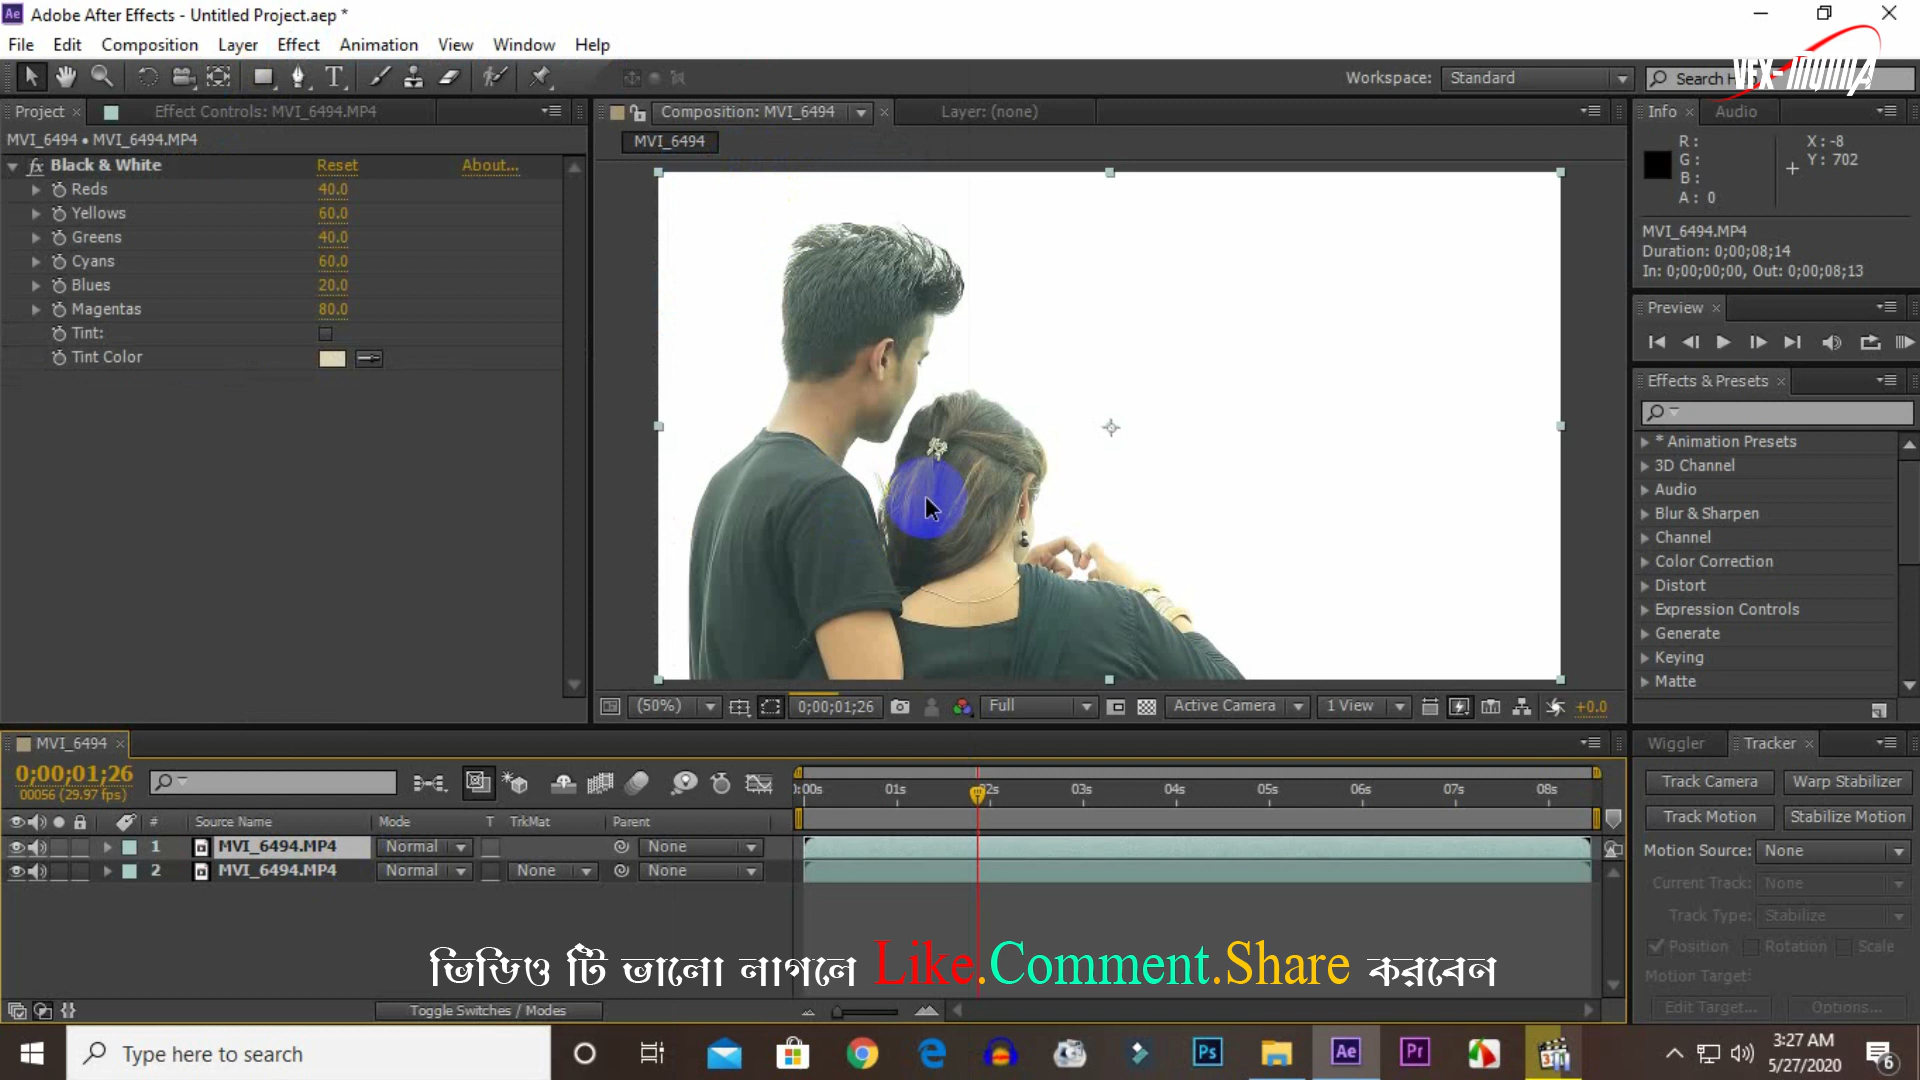 Adobe After Effects - Untitled Project.aep *
File Edit Composition Layer Effect Animation View Window Help
Workspace: Standard Search
VFX-MUMMA
Project Effect Controls: MVI_6494.MP4 Composition: MVI_6494 Layer: (none) Info Audio
MVI_6494 • MVI_6494.MP4
MVI_6494
fx Black & White Reset About...
Reds 40.0
Yellows 60.0
Greens 40.0
Cyans 60.0
Blues 20.0
Magentas 80.0
Tint:
Tint Color
R :
G :
B :
A : 0
X : -8
Y : 702
MVI_6494.MP4
Duration: 0;00;08;14
In: 0;00;00;00, Out: 0;00;08;13
Preview
Effects & Presets
* Animation Presets
3D Channel
Audio
Blur & Sharpen
Channel
Color Correction
Distort
Expression Controls
Generate
Keying
Matte
(50%) 0;00;01;26 Full Active Camera 1 View +0.0
MVI_6494
0;00;01;26
00056 (29.97 fps)
:00s 01s 02s 03s 04s 05s 06s 07s 08s
# Source Name Mode T TrkMat Parent
1 MVI_6494.MP4 Normal None
2 MVI_6494.MP4 Normal None None
Toggle Switches / Modes
Wiggler Tracker
Track Camera Warp Stabilizer
Track Motion Stabilize Motion
Motion Source: None
Current Track: None
Track Type: Stabilize
Position Rotation Scale
Motion Target:
Edit Target... Options...
ভিডিও টি ভালো লাগলে Like.Comment.Share করবেন
Type here to search
Ps Ae Pr
3:27 AM
5/27/2020
6